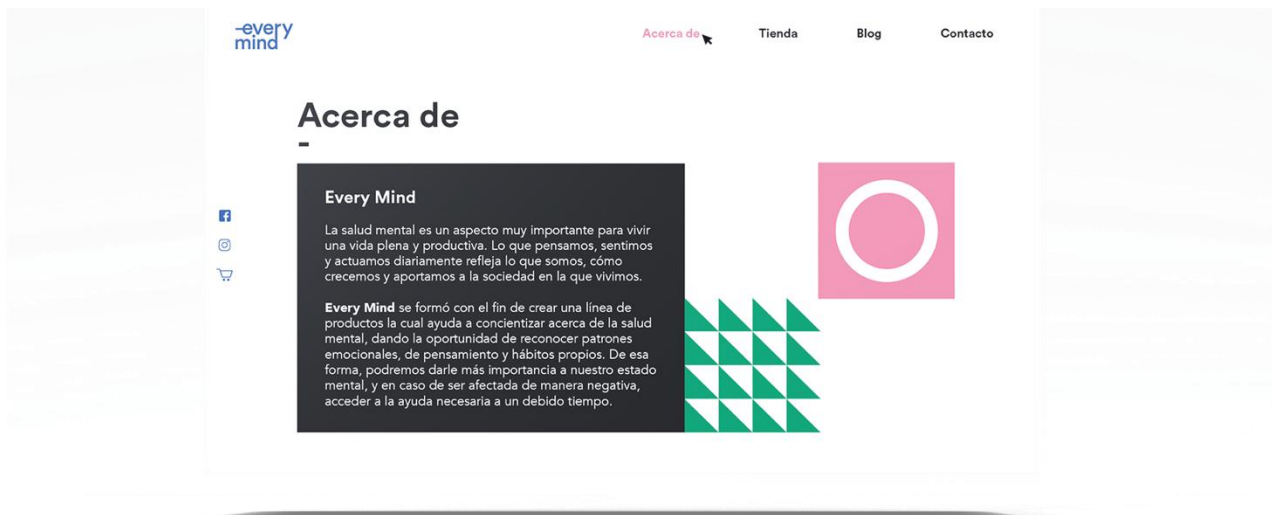 every
mind
Acerca de
Tienda
Blog
Contacto
Acerca de
Every Mind
La salud mental es un aspecto muy importante para vivir
una vida plena y productiva. Lo que pensamos, sentimos
y actuamos diariamente refleja lo que somos, cómo
crecemos y aportamos a la sociedad en la que vivimos.
Every Mind se formó con el fin de crear una línea de
productos la cual ayuda a concientizar acerca de la salud
mental, dando la oportunidad de reconocer patrones
emocionales, de pensamiento y hábitos propios. De esa
forma, podremos darle más importancia a nuestro estado
mental, y en caso de ser afectada de manera negativa,
acceder a la ayuda necesaria a un debido tiempo.